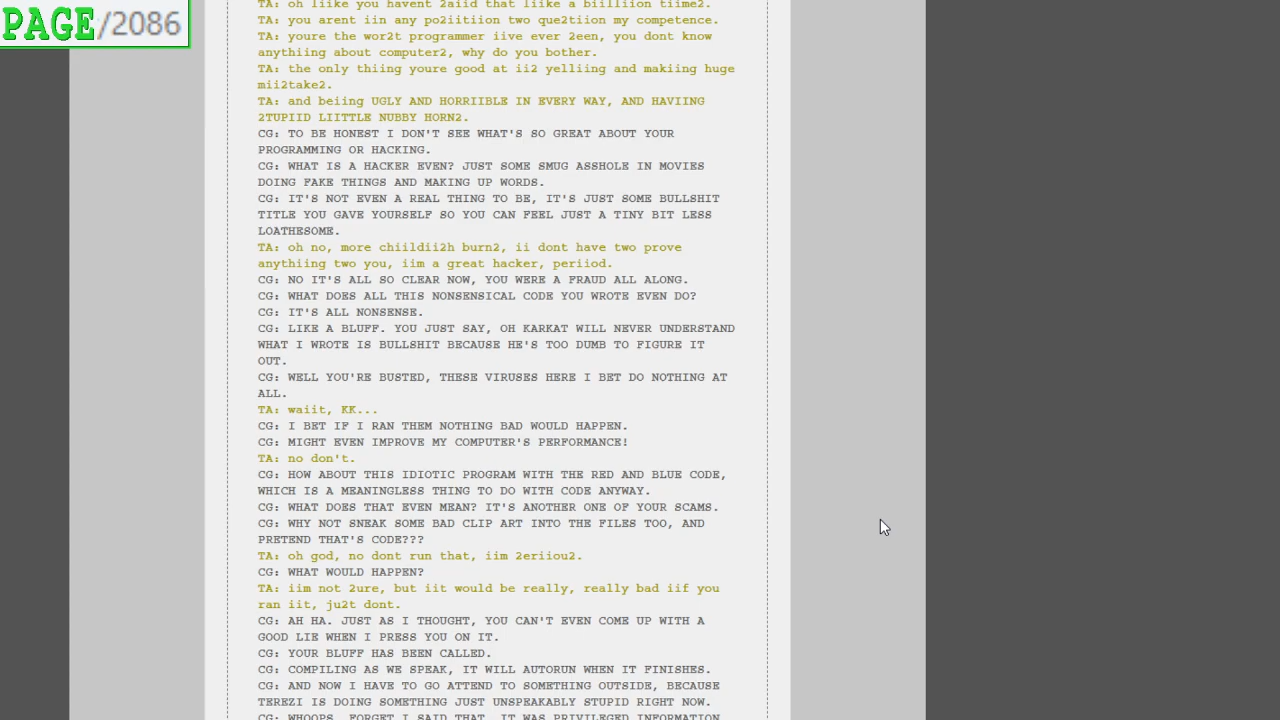 PAGE/2086
TA: oh liike you havent 2aiid that liike a biilliion tiime2.
TA: you arent iin any po2iitiion two que2tiion my competence.
TA: youre the wor2t programmer iive ever 2een, you dont know
anythiing about computer2, why do you bother.
TA: the only thiing youre good at ii2 yelliing and makiing huge
mii2take2.
TA: and beiing UGLY AND HORRIIBLE IN EVERY WAY, AND HAVIING
2TUPIID LIITTLE NUBBY HORN2.
CG: TO BE HONEST I DON'T SEE WHAT'S SO GREAT ABOUT YOUR
PROGRAMMING OR HACKING.
CG: WHAT IS A HACKER EVEN? JUST SOME SMUG ASSHOLE IN MOVIES
DOING FAKE THINGS AND MAKING UP WORDS.
CG: IT'S NOT EVEN A REAL THING TO BE, IT'S JUST SOME BULLSHIT
TITLE YOU GAVE YOURSELF SO YOU CAN FEEL JUST A TINY BIT LESS
LOATHESOME.
TA: oh no, more chiildii2h burn2, ii dont have two prove
anythiing two you, iim a great hacker, periiod.
CG: NO IT'S ALL SO CLEAR NOW, YOU WERE A FRAUD ALL ALONG.
CG: WHAT DOES ALL THIS NONSENSICAL CODE YOU WROTE EVEN DO?
CG: IT'S ALL NONSENSE.
CG: LIKE A BLUFF. YOU JUST SAY, OH KARKAT WILL NEVER UNDERSTAND
WHAT I WROTE IS BULLSHIT BECAUSE HE'S TOO DUMB TO FIGURE IT
OUT.
CG: WELL YOU'RE BUSTED, THESE VIRUSES HERE I BET DO NOTHING AT
ALL.
TA: waiit, KK...
CG: I BET IF I RAN THEM NOTHING BAD WOULD HAPPEN.
CG: MIGHT EVEN IMPROVE MY COMPUTER'S PERFORMANCE!
TA: no don't.
CG: HOW ABOUT THIS IDIOTIC PROGRAM WITH THE RED AND BLUE CODE,
WHICH IS A MEANINGLESS THING TO DO WITH CODE ANYWAY.
CG: WHAT DOES THAT EVEN MEAN? IT'S ANOTHER ONE OF YOUR SCAMS.
CG: WHY NOT SNEAK SOME BAD CLIP ART INTO THE FILES TOO, AND
PRETEND THAT'S CODE???
TA: oh god, no dont run that, iim 2eriiou2.
CG: WHAT WOULD HAPPEN?
TA: iim not 2ure, but iit would be really, really bad iif you
ran iit, ju2t dont.
CG: AH HA. JUST AS I THOUGHT, YOU CAN'T EVEN COME UP WITH A
GOOD LIE WHEN I PRESS YOU ON IT.
CG: YOUR BLUFF HAS BEEN CALLED.
CG: COMPILING AS WE SPEAK, IT WILL AUTORUN WHEN IT FINISHES.
CG: AND NOW I HAVE TO GO ATTEND TO SOMETHING OUTSIDE, BECAUSE
TEREZI IS DOING SOMETHING JUST UNSPEAKABLY STUPID RIGHT NOW.
CG: WHOOPS, FORGET I SAID THAT, IT WAS PRIVILEGED INFORMATION